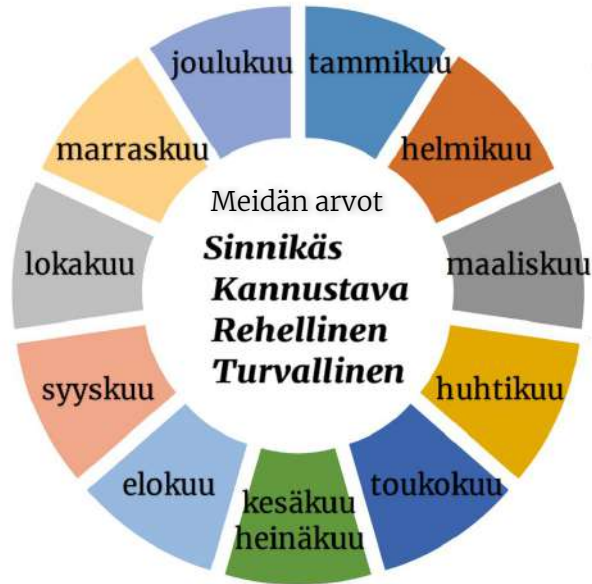 joulukuu
tammikuu
helmikuu
maaliskuu
huhtikuu
toukokuu
kesäkuu
heinäkuu
elokuu
syyskuu
lokakuu
marraskuu
Meidän arvot
Sinnikäs
Kannustava
Rehellinen
Turvallinen